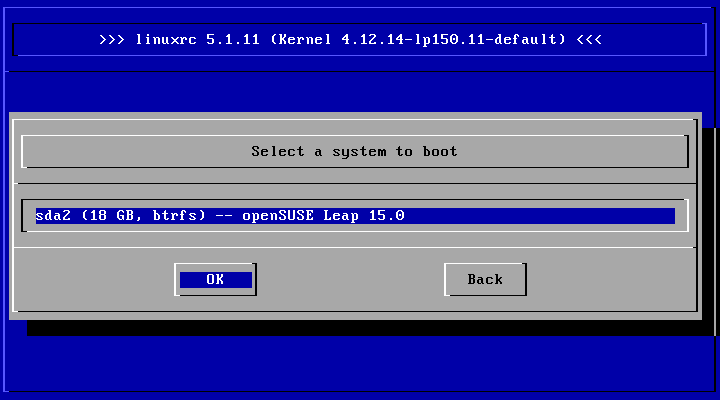 >>> linuxrc 5.1.11 (Kernel 4.12.14-lp150.11-default) <<<
Select a system to boot
sda2 (18 GB, btrfs) -- openSUSE Leap 15.0
OK
Back